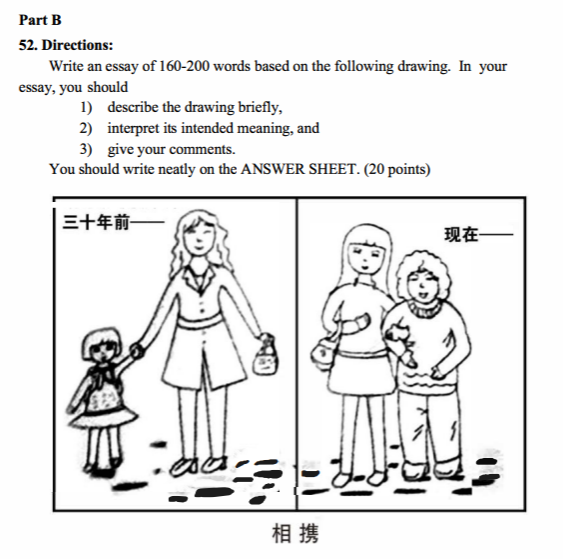 Part B
52. Directions:
Write an essay of 160-200 words based on the following drawing. In your
essay, you should
1) describe the drawing briefly,
2) interpret its intended meaning, and
3) give your comments.
You should write neatly on the ANSWER SHEET. (20 points)
三十年前——
现在——
相携